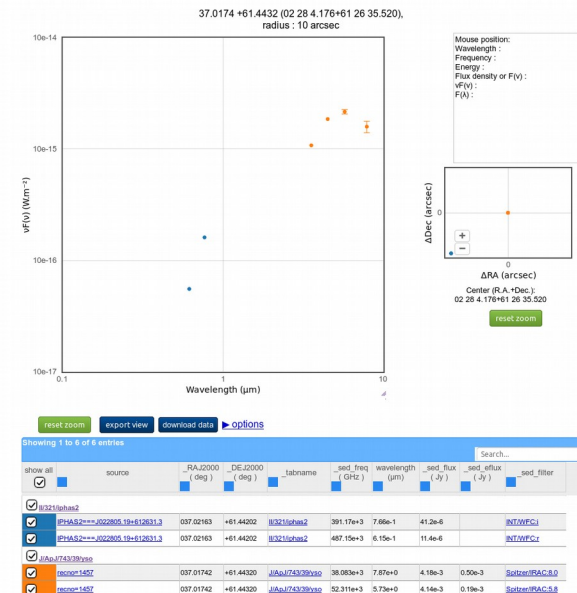 37.0174 +61.4432 (02 28 4.176+61 26 35.520),
radius : 10 arcsec
10e-14
10e-15
10e-16
10e-17
νF(ν) (W.m⁻²)
0.1
1
10
Wavelength (μm)
Mouse position:
Wavelength :
Frequency :
Energy :
Flux density or F(ν) :
νF(ν) :
F(λ) :
ΔDec (arcsec)
0
+
−
0
ΔRA (arcsec)
Center (R.A.+Dec.):
02 28 4.176+61 26 35.520
reset zoom
reset zoom export view download data ▶ options
Showing 1 to 6 of 6 entries
Search...
show all source _RAJ2000 ( deg ) _DEJ2000 ( deg ) _tabname _sed_freq ( GHz ) wavelength (μm) _sed_flux ( Jy ) _sed_eflux ( Jy ) _sed_filter
II/321/iphas2
IPHAS2===J022805.19+612631.3 037.02163 +61.44202 II/321/iphas2 391.17e+3 7.66e-1 41.2e-6 INT/WFC:i
IPHAS2===J022805.19+612631.3 037.02163 +61.44202 II/321/iphas2 487.15e+3 6.15e-1 11.4e-6 INT/WFC:r
J/ApJ/743/39/yso
recno=1457 037.01742 +61.44320 J/ApJ/743/39/yso 38.083e+3 7.87e+0 4.18e-3 0.50e-3 Spitzer/IRAC:8.0
recno=1457 037.01742 +61.44320 J/ApJ/743/39/yso 52.311e+3 5.73e+0 4.14e-3 0.19e-3 Spitzer/IRAC:5.8